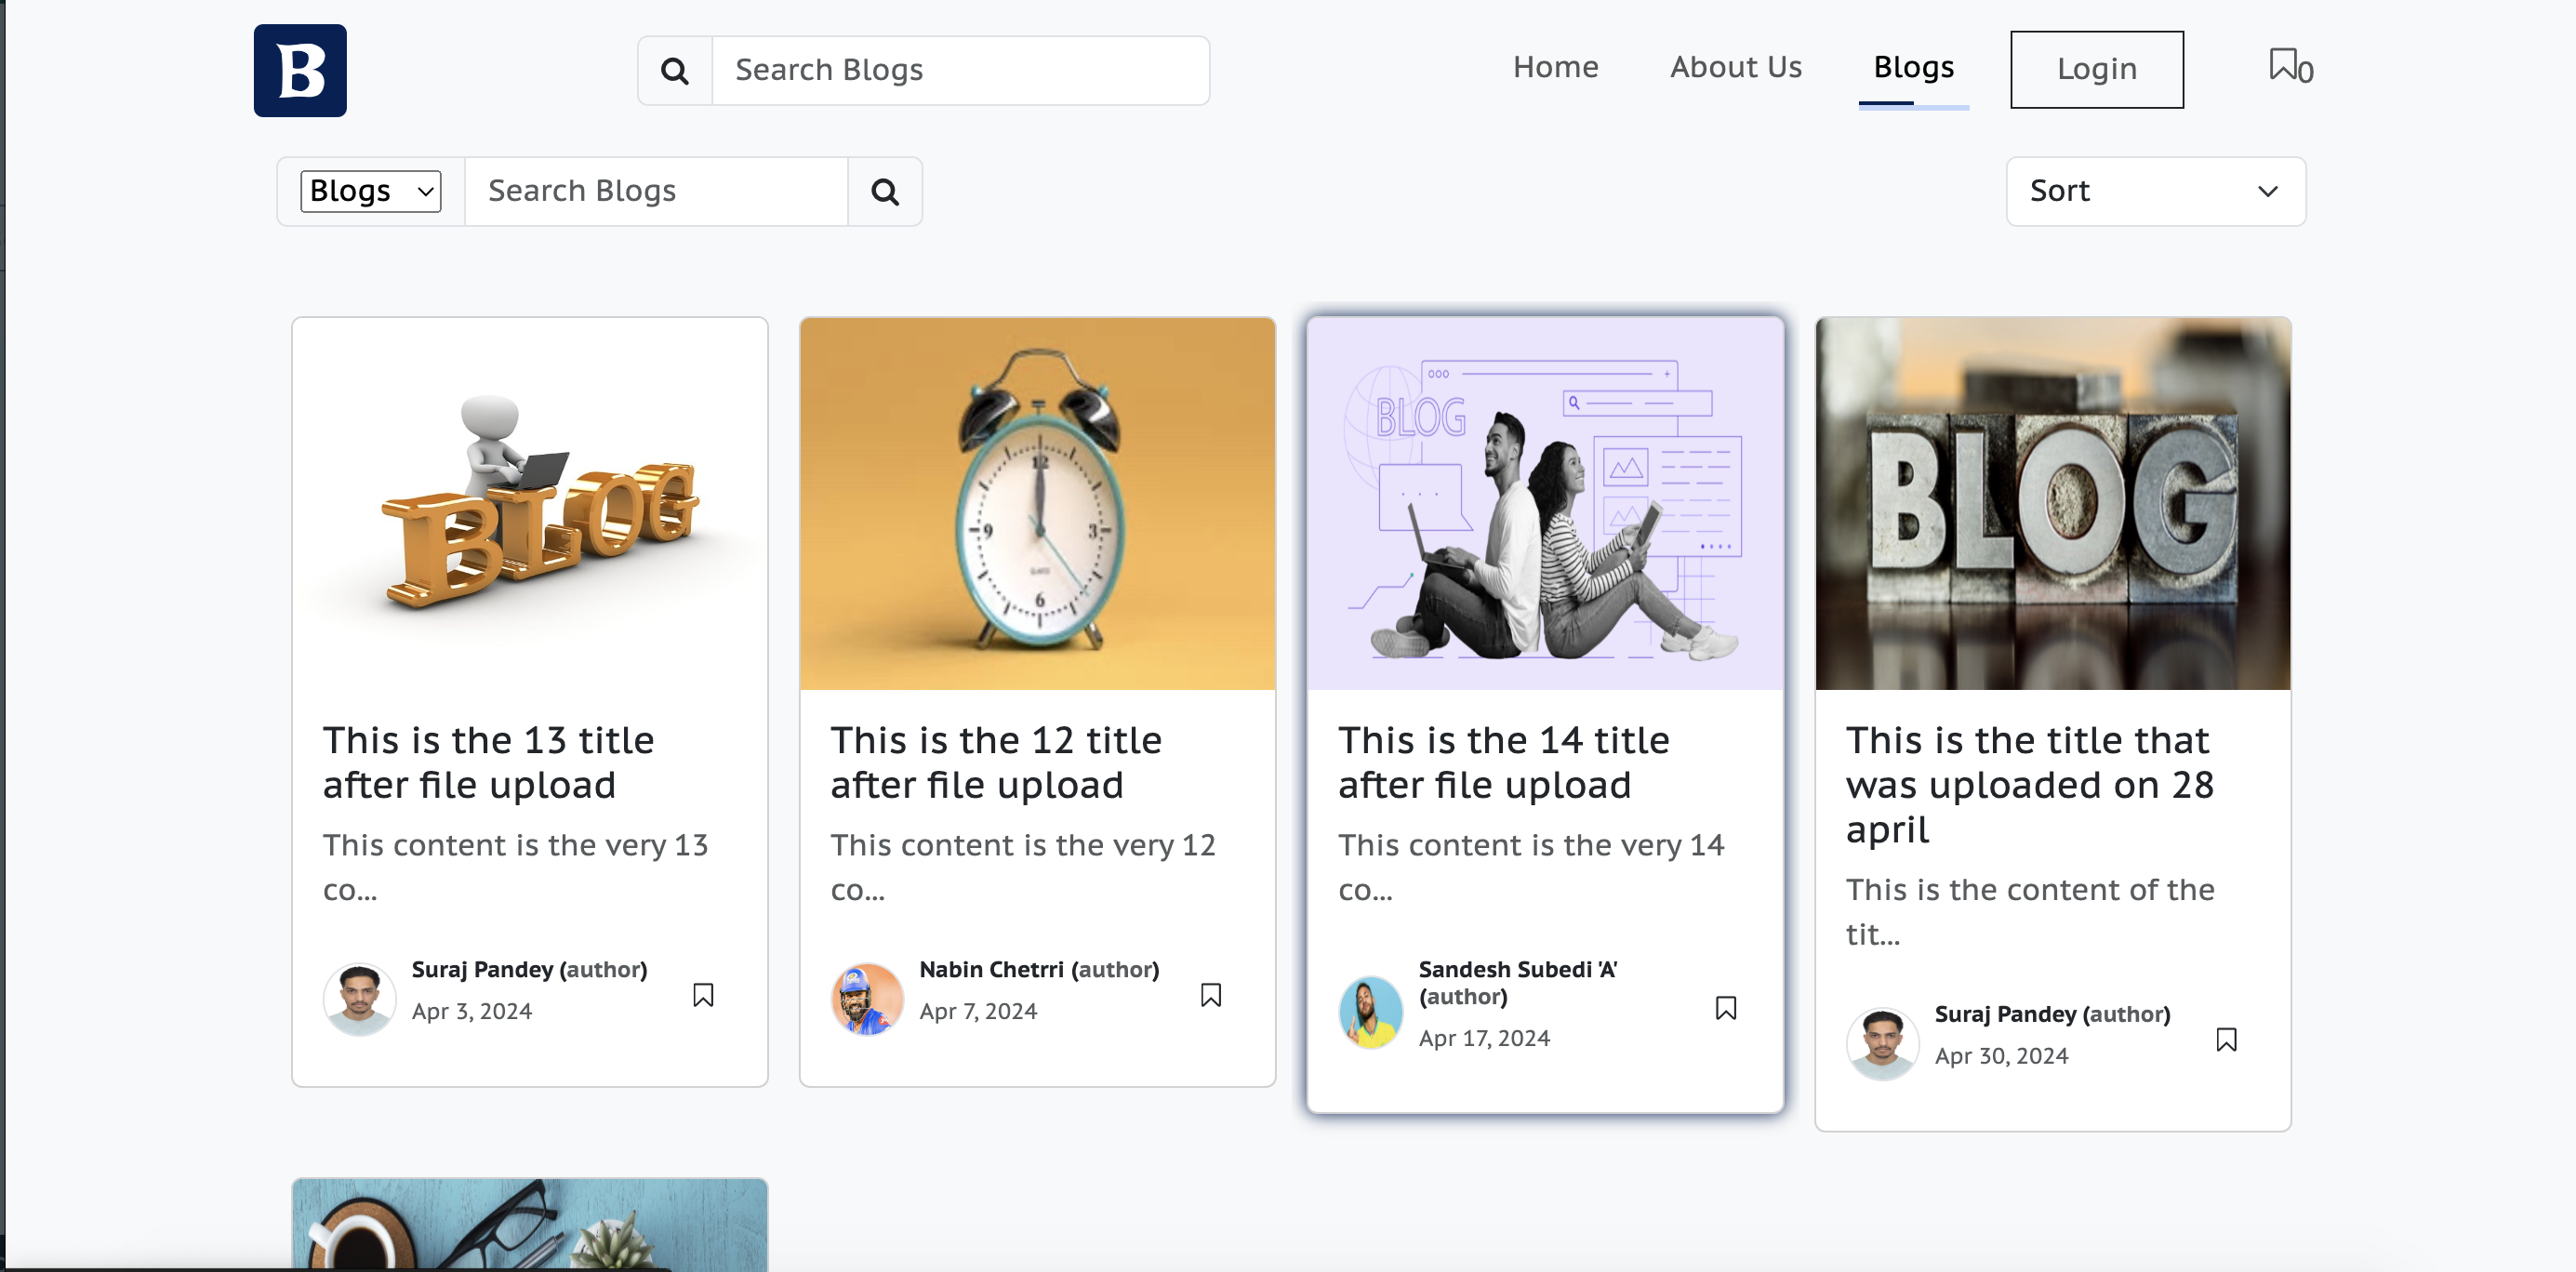 B
Search Blogs
Home
About Us
Blogs
Login
0
Blogs
Search Blogs
Sort
BLOG
12
9
3
6
BLOG
BLOG
This is the 13 title
after file upload
This content is the very 13
co...
Suraj Pandey (author)
Apr 3, 2024
This is the 12 title
after file upload
This content is the very 12
co...
Nabin Chetrri (author)
Apr 7, 2024
This is the 14 title
after file upload
This content is the very 14
co...
Sandesh Subedi 'A'
(author)
Apr 17, 2024
This is the title that
was uploaded on 28
april
This is the content of the
tit...
Suraj Pandey (author)
Apr 30, 2024